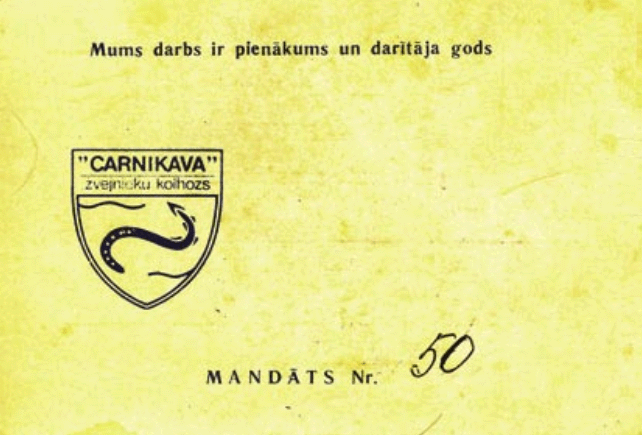 Mums darbs ir pienākums un darītāja gods
"CARNIKAVA"
zvejnieku kolhozs
MANDĀTS Nr. 50